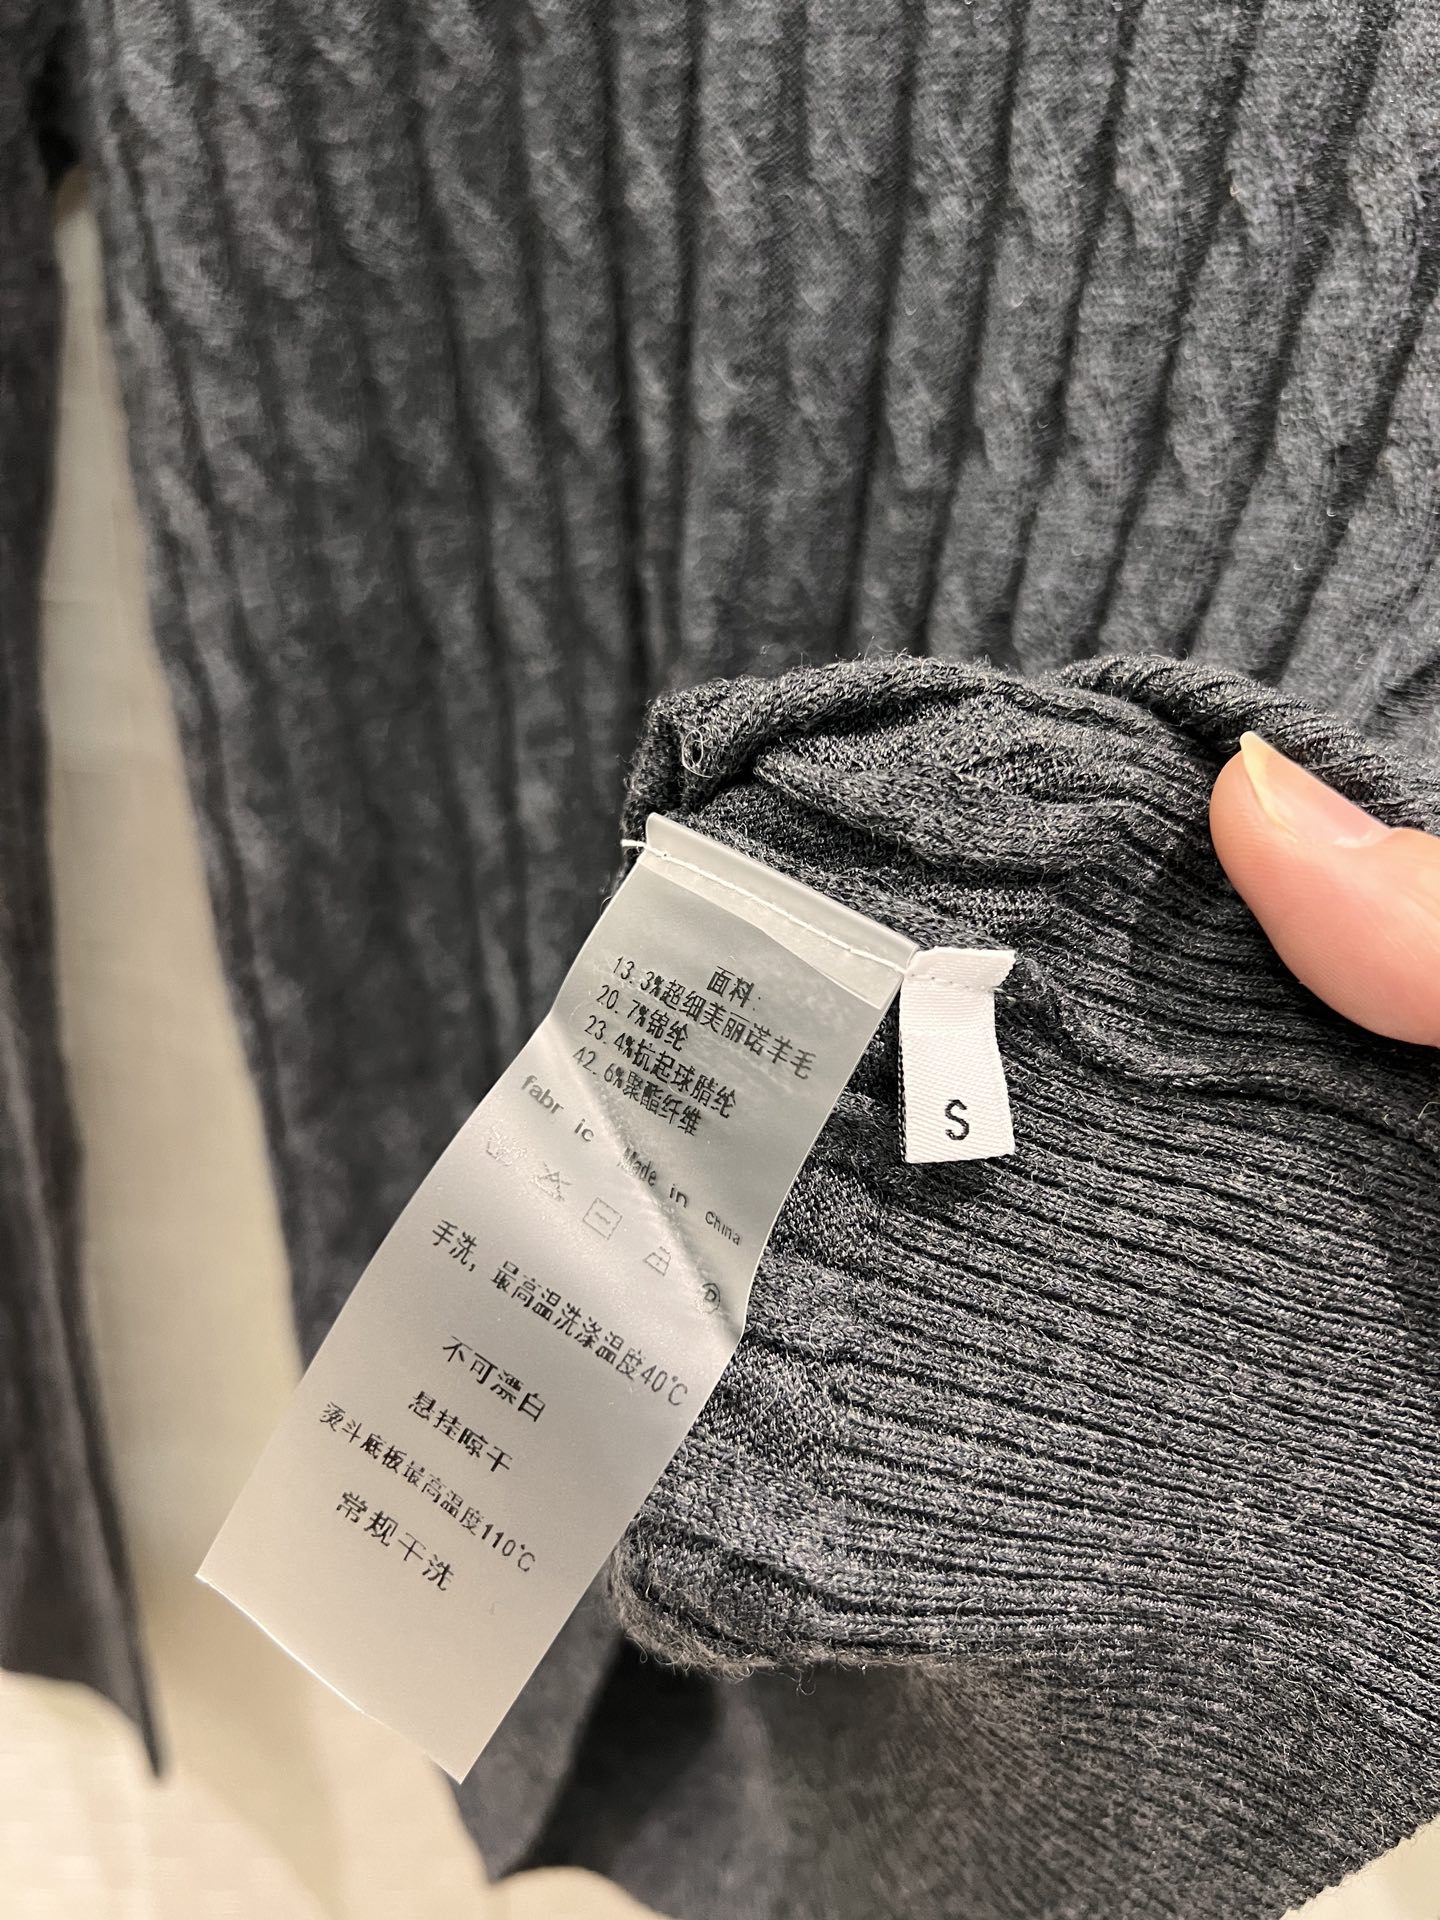 面料:
13.3%超细美丽诺羊毛
20.7%锦纶
23.4%抗起球腈纶
42.6%聚酯纤维
fabric Made in china
手洗，最高温洗涤温度40℃
不可漂白
悬挂晾干
烫斗底板最高温度110℃
常规干洗
S